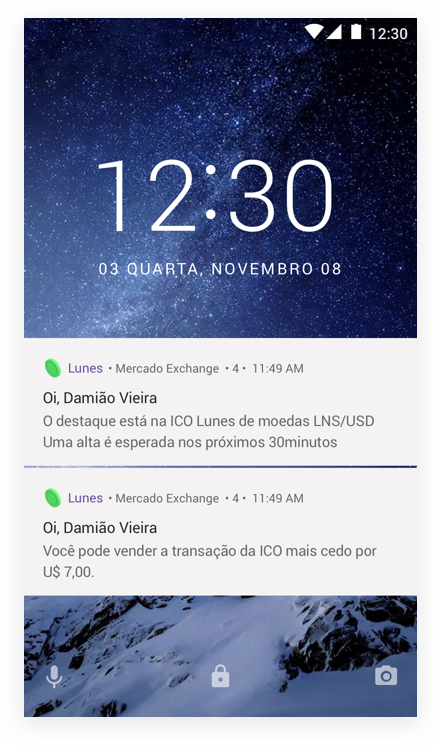 12:30
12:30
03 QUARTA, NOVEMBRO 08
Lunes • Mercado Exchange • 4 • 11:49 AM
Oi, Damião Vieira
O destaque está na ICO Lunes de moedas LNS/USD
Uma alta é esperada nos próximos 30minutos
Lunes • Mercado Exchange • 4 • 11:49 AM
Oi, Damião Vieira
Você pode vender a transação da ICO mais cedo por
U$ 7,00.